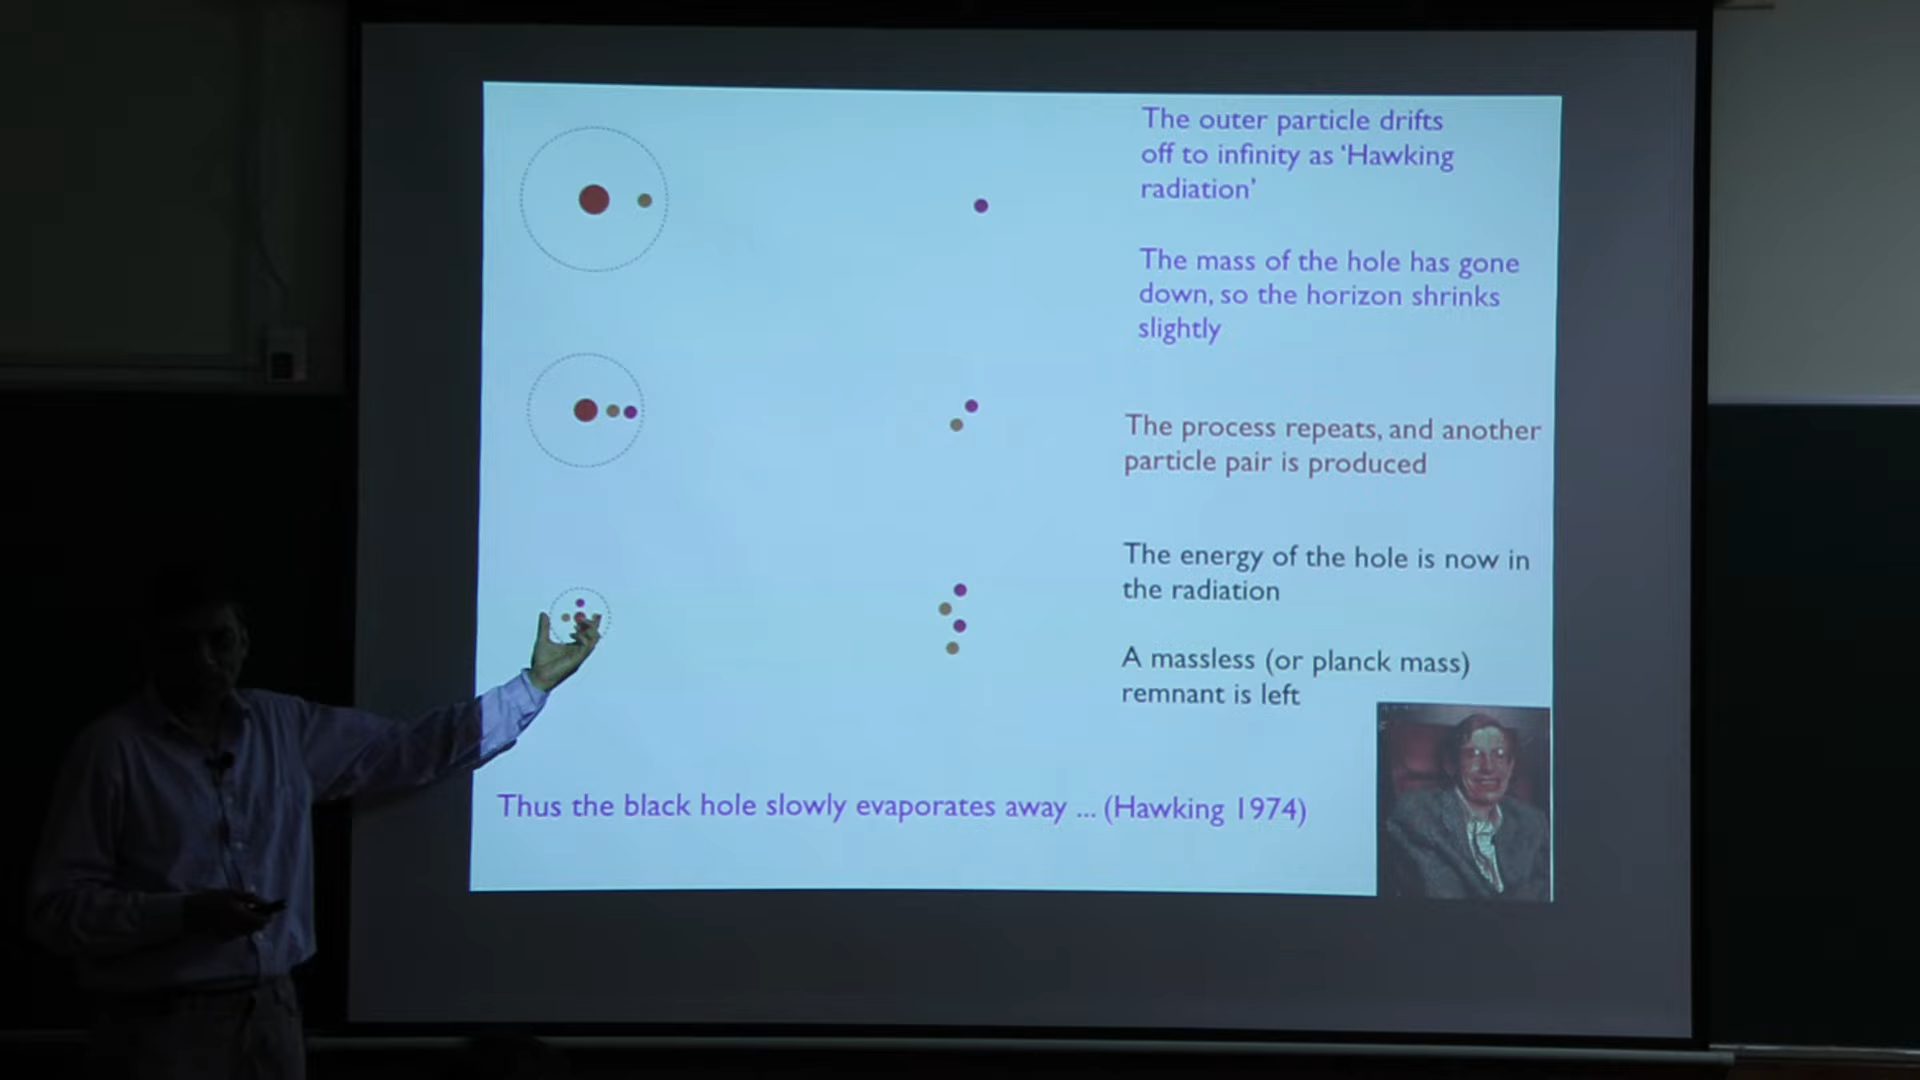 The outer particle drifts
off to infinity as ‘Hawking
radiation’
The mass of the hole has gone
down, so the horizon shrinks
slightly
The process repeats, and another
particle pair is produced
The energy of the hole is now in
the radiation
A massless (or planck mass)
remnant is left
Thus the black hole slowly evaporates away ... (Hawking 1974)